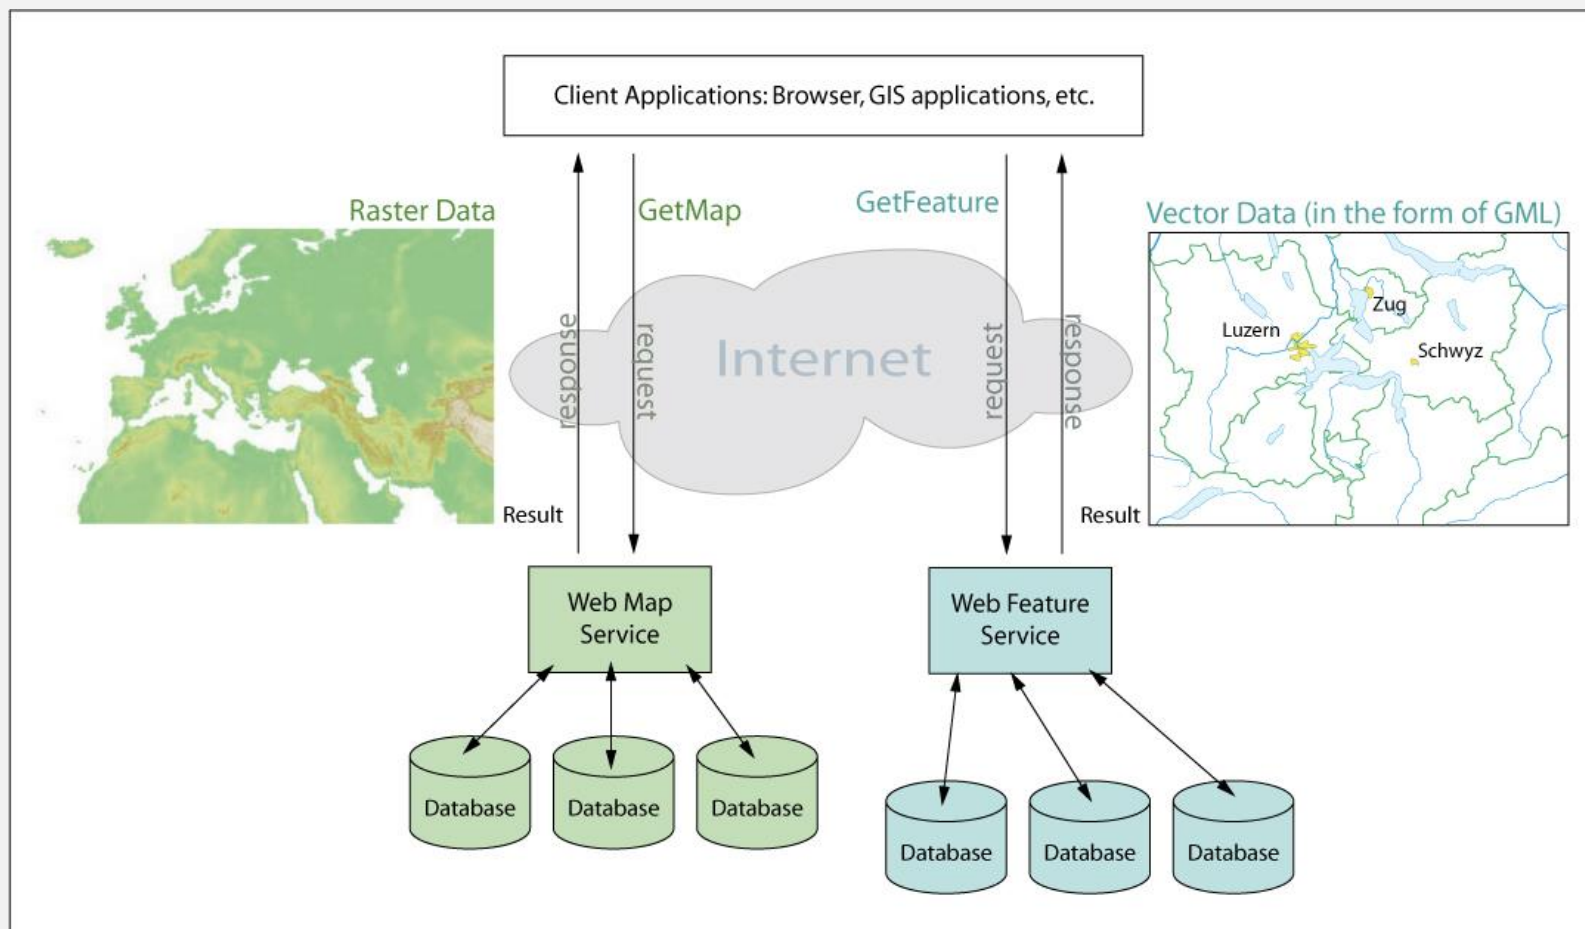 Client Applications: Browser, GIS applications, etc.
Raster Data
GetMap
GetFeature
Vector Data (in the form of GML)
response
request
Internet
request
response
Luzern
Zug
Schwyz
Result
Result
Web Map
Service
Web Feature
Service
Database
Database
Database
Database
Database
Database